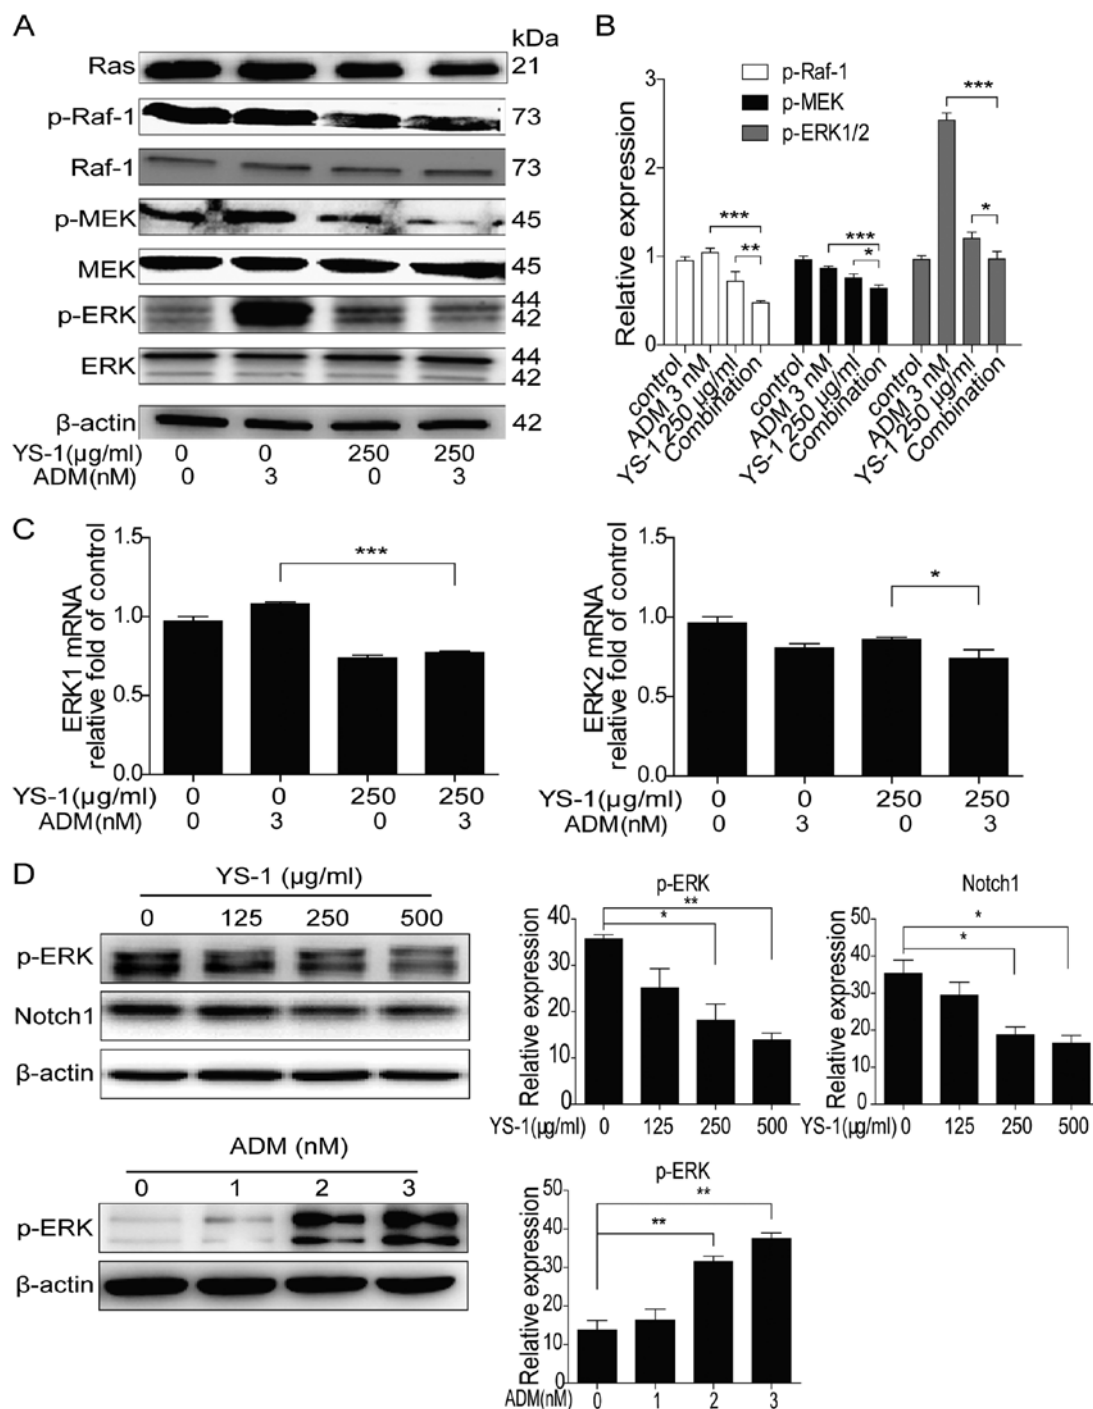 A
kDa
Ras
21
p-Raf-1
73
Raf-1
73
p-MEK
45
MEK
45
p-ERK
44
42
ERK
44
42
β-actin
42
YS-1(µg/ml) 0 0 250 250
ADM(nM) 0 3 0 3
B
p-Raf-1
p-MEK
p-ERK1/2
Relative expression
3
2
1
0
*** ** *** * *** *
control
ADM 3 nM
YS-1 250 µg/ml
Combination
control
ADM 3 nM
YS-1 250 µg/ml
Combination
control
ADM 3 nM
YS-1 250 µg/ml
Combination
C
ERK1 mRNA
relative fold of control
1.5
1.0
0.5
0.0
***
YS-1(µg/ml) 0 0 250 250
ADM(nM) 0 3 0 3
ERK2 mRNA
relative fold of control
1.5
1.0
0.5
0.0
*
YS-1(µg/ml) 0 0 250 250
ADM(nM) 0 3 0 3
D
YS-1 (µg/ml)
0 125 250 500
p-ERK
Notch1
β-actin
p-ERK
Relative expression
40
30
20
10
0
**
*
YS-1(µg/ml) 0 125 250 500
Notch1
Relative expression
50
40
30
20
10
0
*
*
YS-1(µg/ml) 0 125 250 500
ADM (nM)
0 1 2 3
p-ERK
β-actin
p-ERK
Relative expression
50
40
30
20
10
0
**
**
ADM(nM) 0 1 2 3